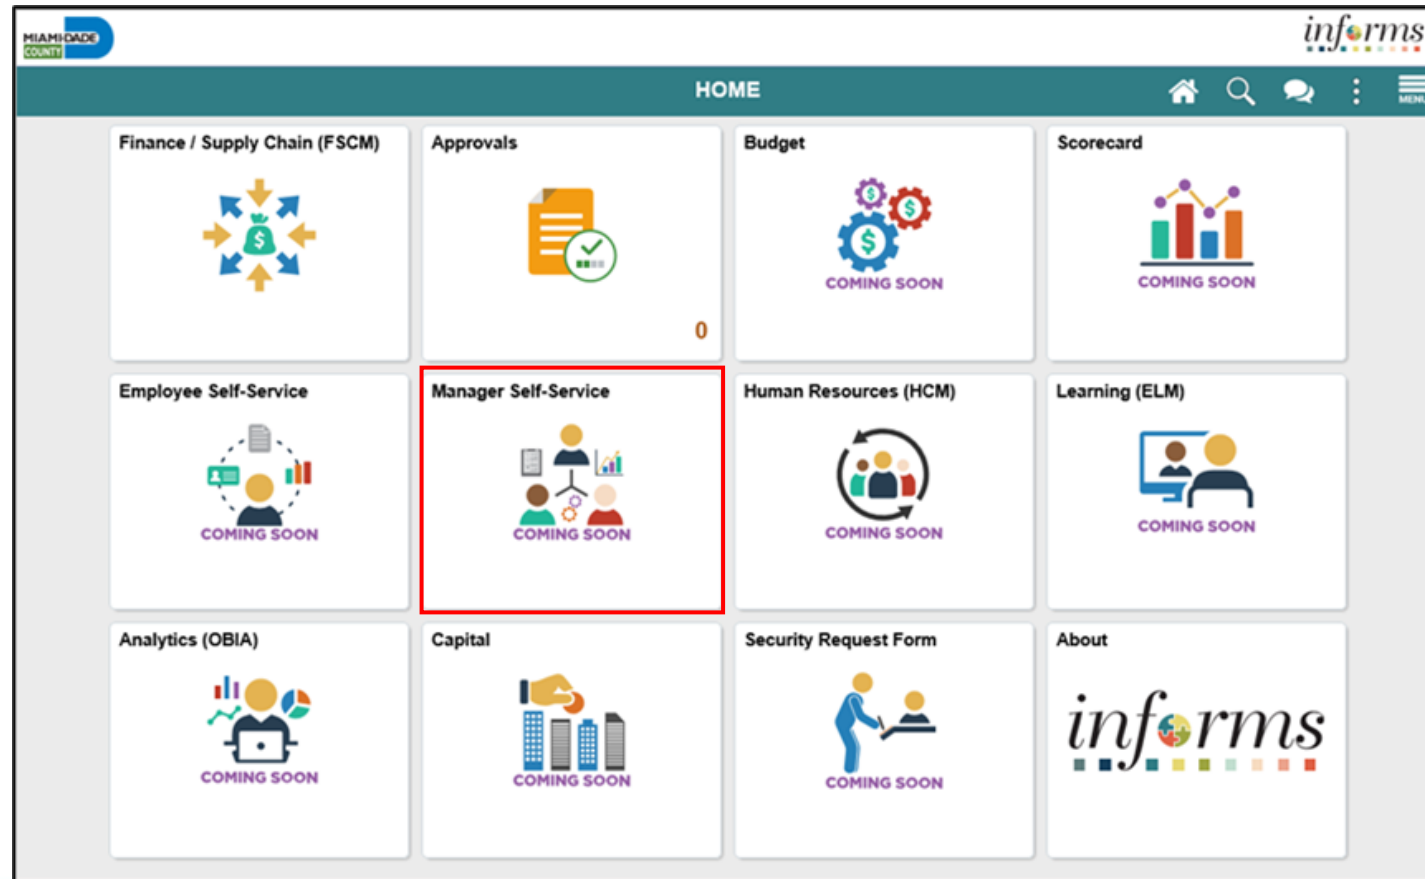 MIAMI-DADE
COUNTY
informs
HOME
MENU
Finance / Supply Chain (FSCM)
Approvals
Budget
Scorecard
$
$
$
$
COMING SOON
COMING SOON
0
Employee Self-Service
Manager Self-Service
Human Resources (HCM)
Learning (ELM)
COMING SOON
COMING SOON
COMING SOON
COMING SOON
Analytics (OBIA)
Capital
Security Request Form
About
informs
COMING SOON
COMING SOON
COMING SOON